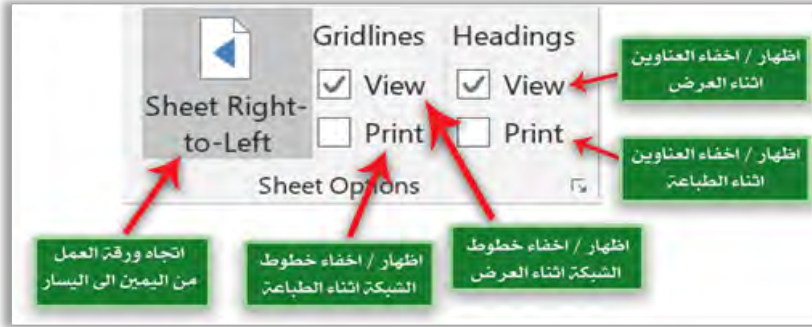 Gridlines
Headings
Sheet Right-
to-Left
View
View
Print
Print
Sheet Options
اظهار / اخفاء العناوين
اثناء العرض
اظهار / اخفاء العناوين
اثناء الطباعة
اتجاه ورقة العمل
من اليمين الى اليسار
اظهار / اخفاء خطوط
الشبكة اثناء الطباعة
اظهار / اخفاء خطوط
الشبكة اثناء العرض